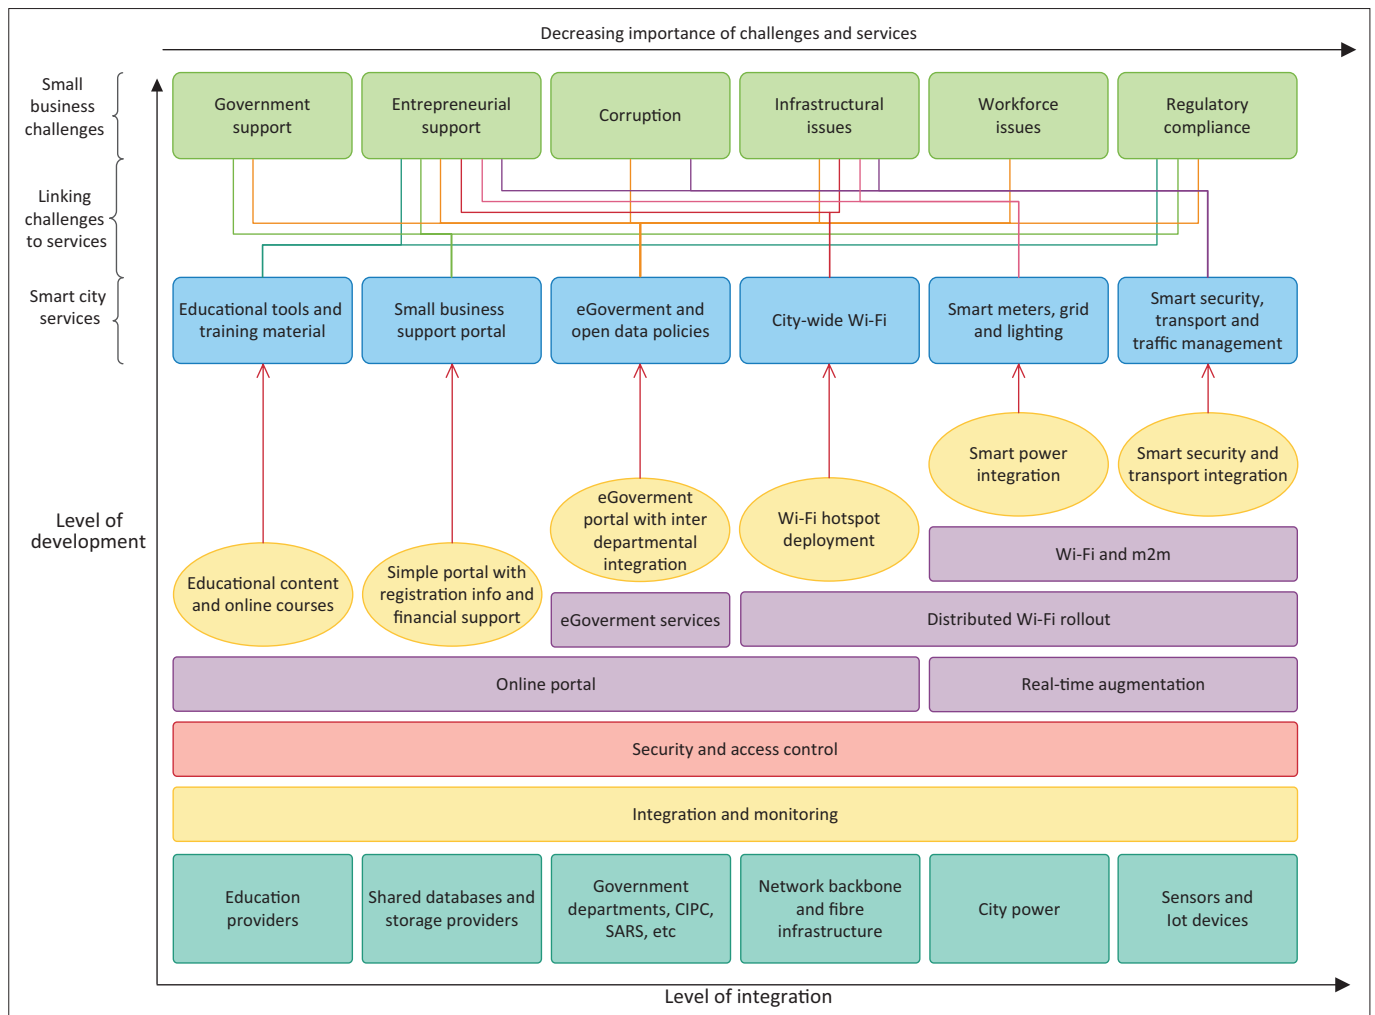 Decreasing importance of challenges and services
Small
business
challenges
Government
support
Entrepreneurial
support
Corruption
Infrastructural
issues
Workforce
issues
Regulatory
compliance
Linking
challenges
to services
Smart city
services
Educational tools and
training material
Small business
support portal
eGoverment and
open data policies
City-wide Wi-Fi
Smart meters, grid
and lighting
Smart security,
transport and
traffic management
Level of
development
Smart power
integration
Smart security and
transport integration
eGoverment
portal with inter
departmental
integration
Wi-Fi hotspot
deployment
Educational content
and online courses
Simple portal with
registration info and
financial support
Wi-Fi and m2m
eGoverment services
Distributed Wi-Fi rollout
Online portal
Real-time augmentation
Security and access control
Integration and monitoring
Education
providers
Shared databases and
storage providers
Government
departments, CIPC,
SARS, etc
Network backbone
and fibre
infrastructure
City power
Sensors and
Iot devices
Level of integration